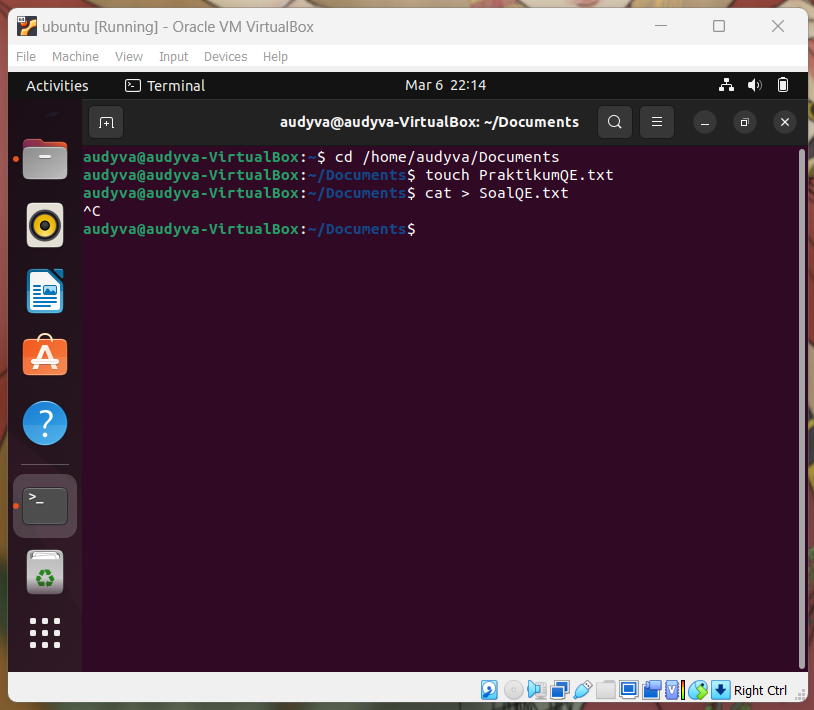 ubuntu [Running] - Oracle VM VirtualBox
File Machine View Input Devices Help
Activities Terminal Mar 6 22:14
audyva@audyva-VirtualBox: ~/Documents
audyva@audyva-VirtualBox:~$ cd /home/audyva/Documents
audyva@audyva-VirtualBox:~/Documents$ touch PraktikumQE.txt
audyva@audyva-VirtualBox:~/Documents$ cat > SoalQE.txt
^C
audyva@audyva-VirtualBox:~/Documents$
Right Ctrl